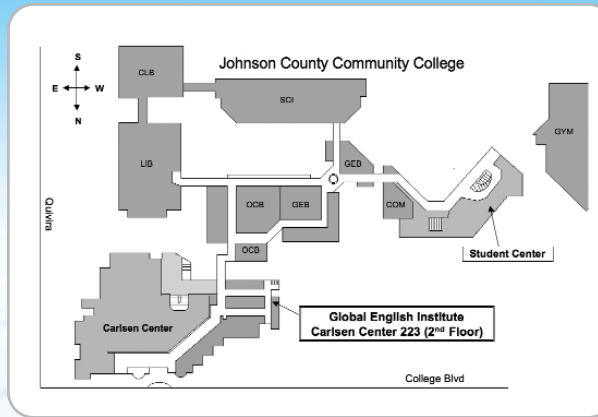 Johnson County Community College
S
E W
N
CLB
SCI
GYM
LIB
GEB
Quivira
OCB
GEB
COM
OCB
Student Center
Global English Institute
Carlsen Center 223 (2nd Floor)
Carlsen Center
College Blvd